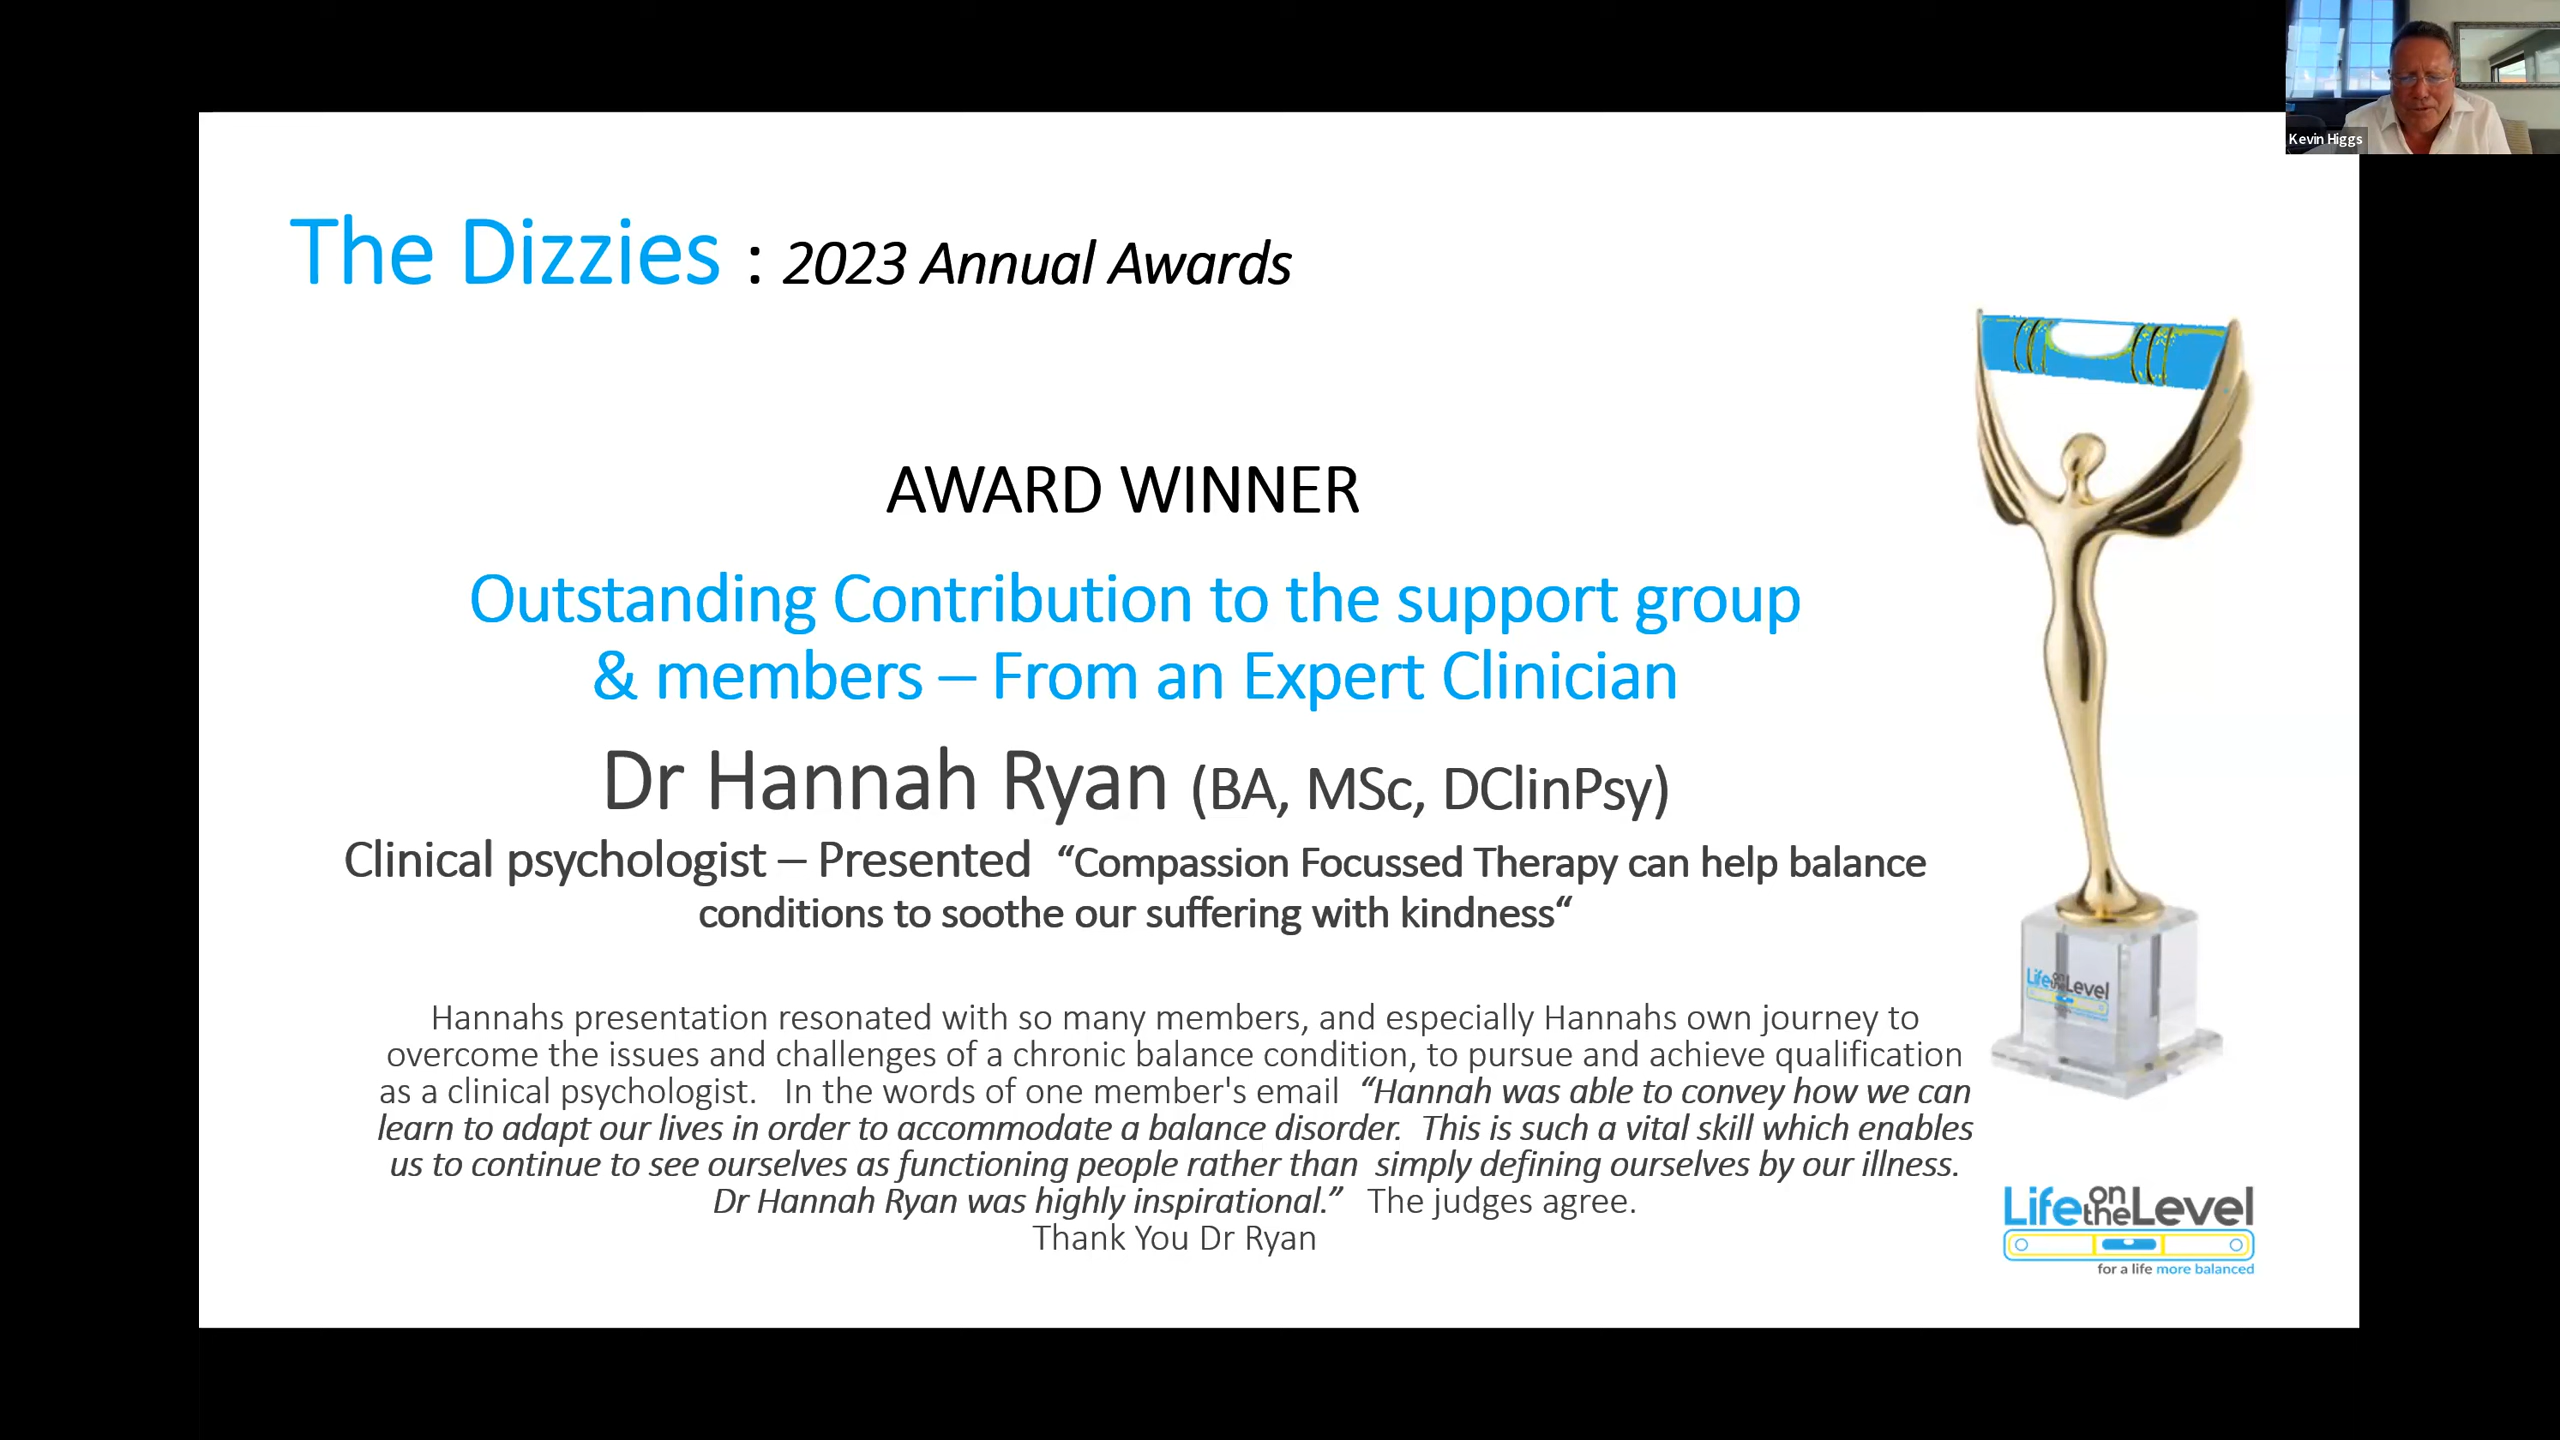 Kevin Higgs
The Dizzies : 2023 Annual Awards
AWARD WINNER
Outstanding Contribution to the support group
& members – From an Expert Clinician
Dr Hannah Ryan (BA, MSc, DClinPsy)
Clinical psychologist – Presented “Compassion Focussed Therapy can help balance
conditions to soothe our suffering with kindness“
Hannahs presentation resonated with so many members, and especially Hannahs own journey to
overcome the issues and challenges of a chronic balance condition, to pursue and achieve qualification
as a clinical psychologist. In the words of one member's email “Hannah was able to convey how we can
learn to adapt our lives in order to accommodate a balance disorder. This is such a vital skill which enables
us to continue to see ourselves as functioning people rather than simply defining ourselves by our illness.
Dr Hannah Ryan was highly inspirational.” The judges agree.
Thank You Dr Ryan
Life on the Level
Life on the Level
for a life more balanced